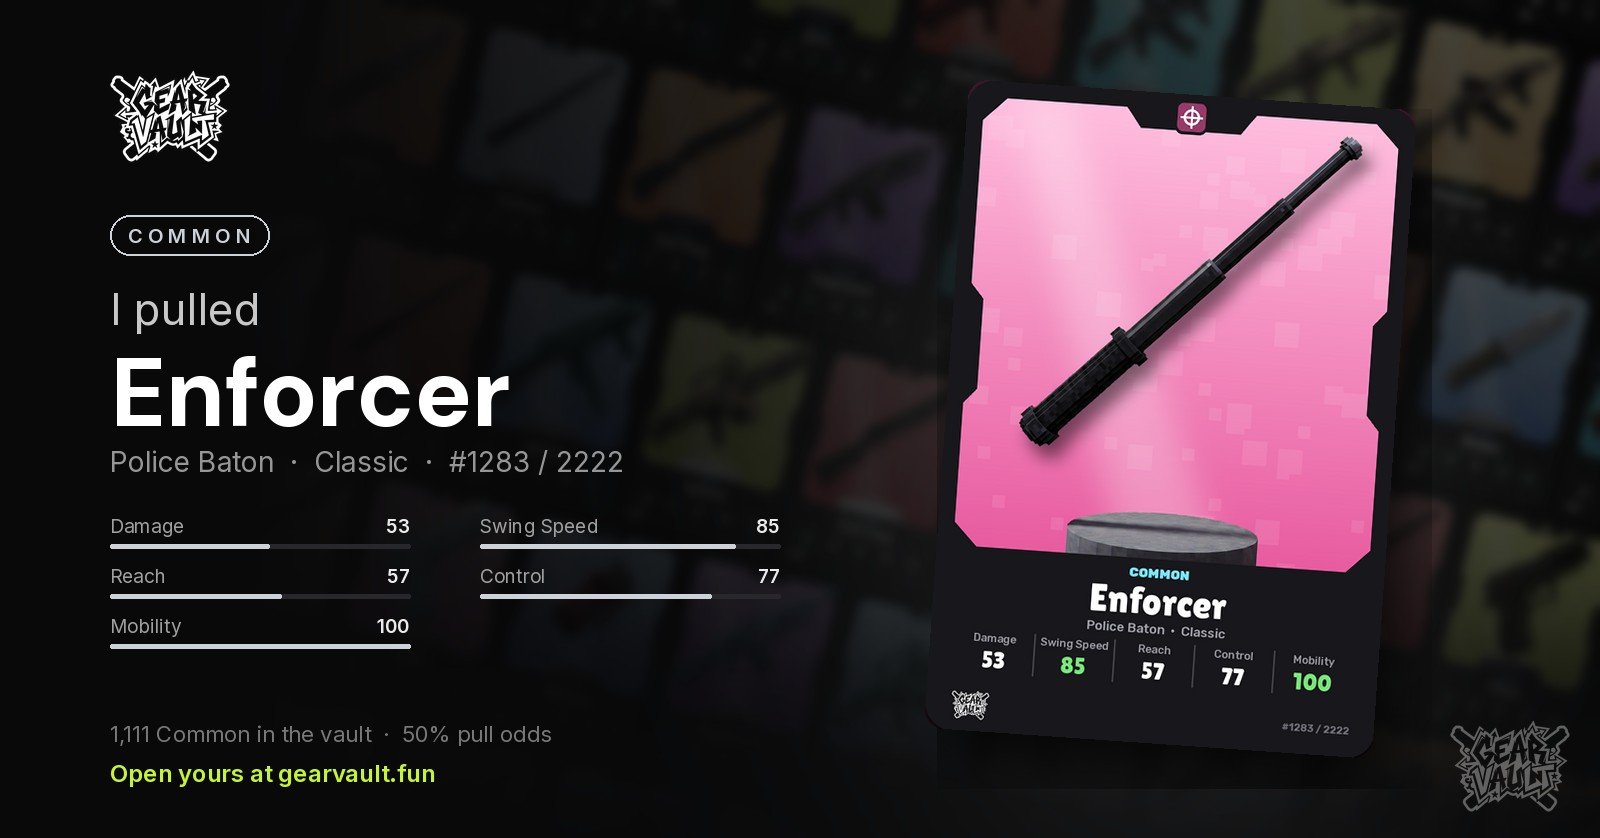 GEAR
VAULT
COMMON
I pulled
Enforcer
Police Baton · Classic · #1283 / 2222
Damage 53
Swing Speed 85
Reach 57
Control 77
Mobility 100
1,111 Common in the vault · 50% pull odds
Open yours at gearvault.fun
COMMON
Enforcer
Police Baton · Classic
Damage Swing Speed Reach Control Mobility
53 85 57 77 100
GEAR
VAULT
#1283 / 2222
GEAR
VAULT